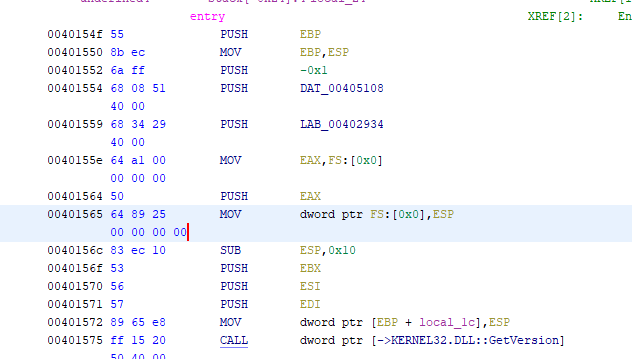 entry XREF[2]: En
0040154f 55 PUSH EBP
00401550 8b ec MOV EBP,ESP
00401552 6a ff PUSH -0x1
00401554 68 08 51 PUSH DAT_00405108
40 00
00401559 68 34 29 PUSH LAB_00402934
40 00
0040155e 64 a1 00 MOV EAX,FS:[0x0]
00 00 00
00401564 50 PUSH EAX
00401565 64 89 25 MOV dword ptr FS:[0x0],ESP
00 00 00 00
0040156c 83 ec 10 SUB ESP,0x10
0040156f 53 PUSH EBX
00401570 56 PUSH ESI
00401571 57 PUSH EDI
00401572 89 65 e8 MOV dword ptr [EBP + local_1c],ESP
00401575 ff 15 20 CALL dword ptr [->KERNEL32.DLL::GetVersion]
50 40 00